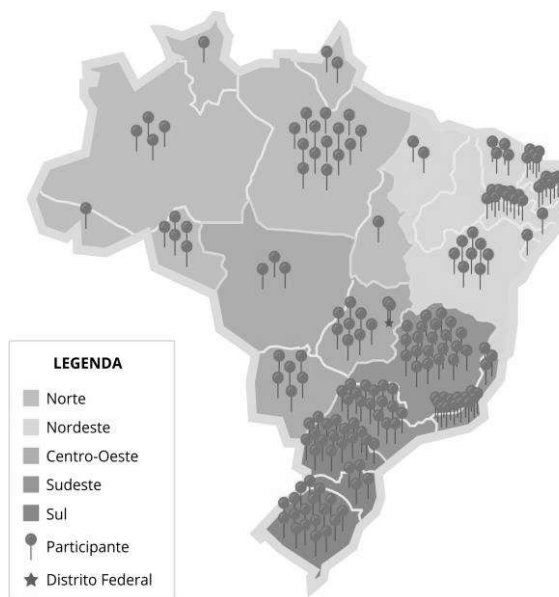 LEGENDA
Norte
Nordeste
Centro-Oeste
Sudeste
Sul
Participante
Distrito Federal